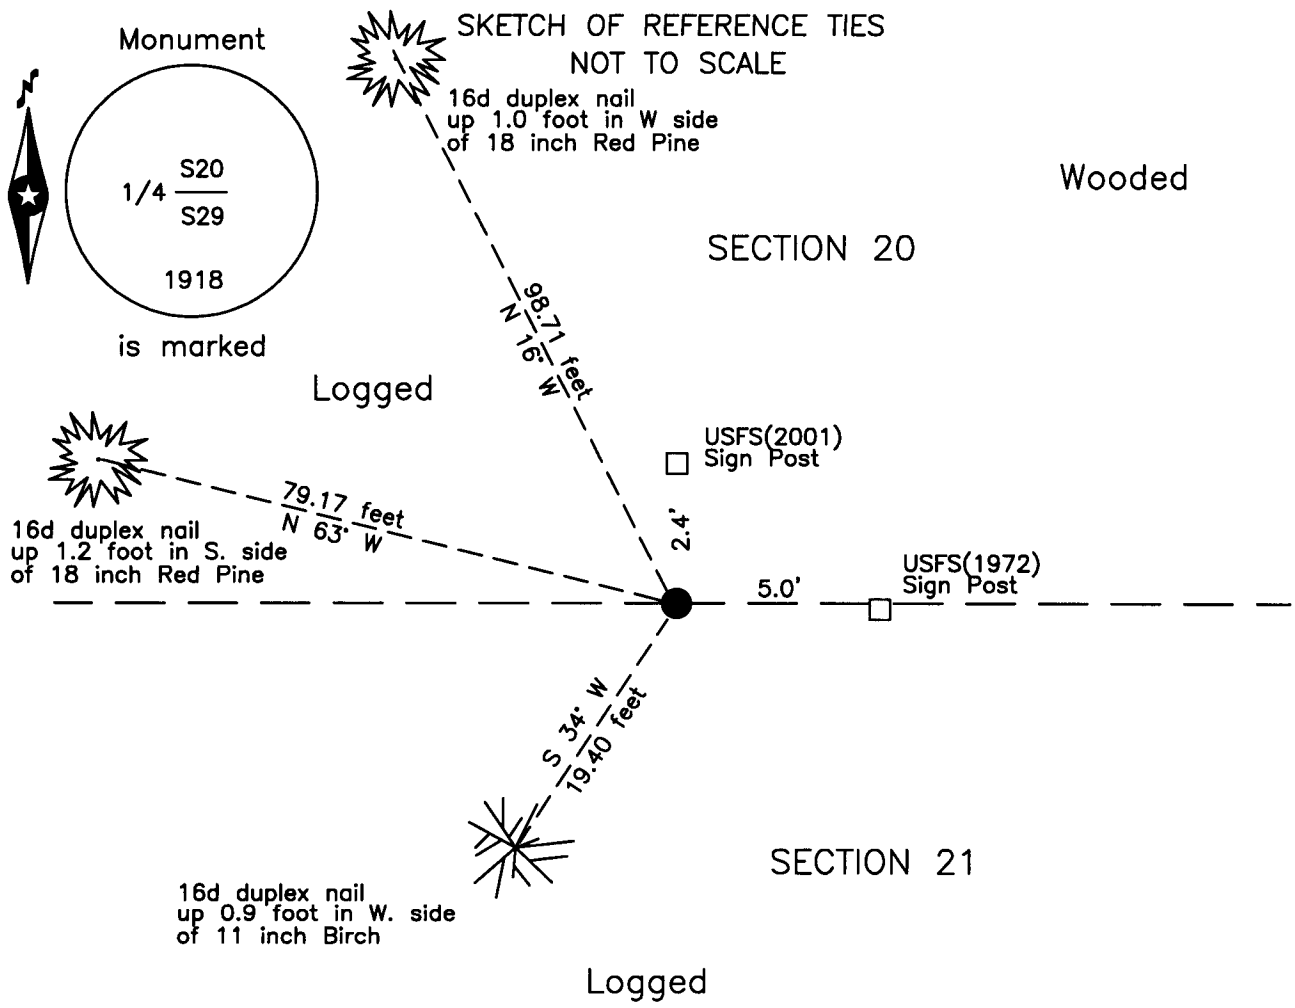 SKETCH OF REFERENCE TIES
NOT TO SCALE
Monument
N
1/4 S20
S29
1918
is marked
16d duplex nail
up 1.0 foot in W side
of 18 inch Red Pine
Wooded
SECTION 20
98.71 feet
N 16° W
Logged
USFS(2001)
Sign Post
79.17 feet
N 63° W
16d duplex nail
up 1.2 foot in S. side
of 18 inch Red Pine
2.4'
5.0'
USFS(1972)
Sign Post
S 34° W
19.40 feet
SECTION 21
16d duplex nail
up 0.9 foot in W. side
of 11 inch Birch
Logged